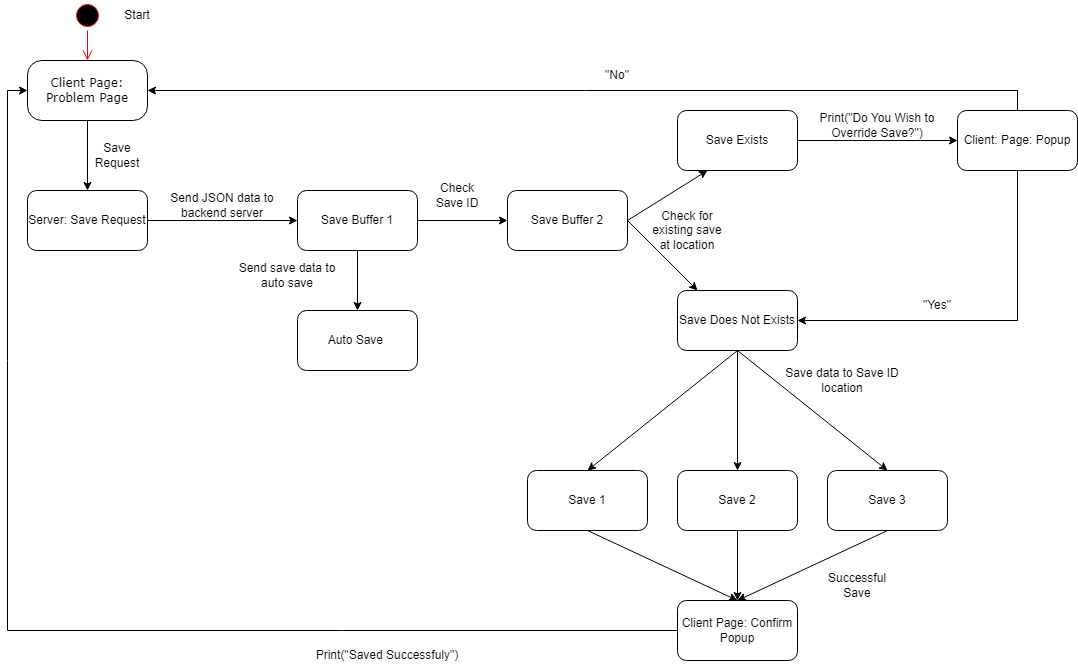 Start
Client Page:
Problem Page
"No"
Save
Request
Server: Save Request
Send JSON data to
backend server
Save Buffer 1
Check
Save ID
Save Buffer 2
Save Exists
Print("Do You Wish to
Override Save?")
Client: Page: Popup
Check for
existing save
at location
Send save data to
auto save
Auto Save
Save Does Not Exists
"Yes"
Save data to Save ID
location
Save 1
Save 2
Save 3
Successful
Save
Client Page: Confirm
Popup
Print("Saved Successfuly")